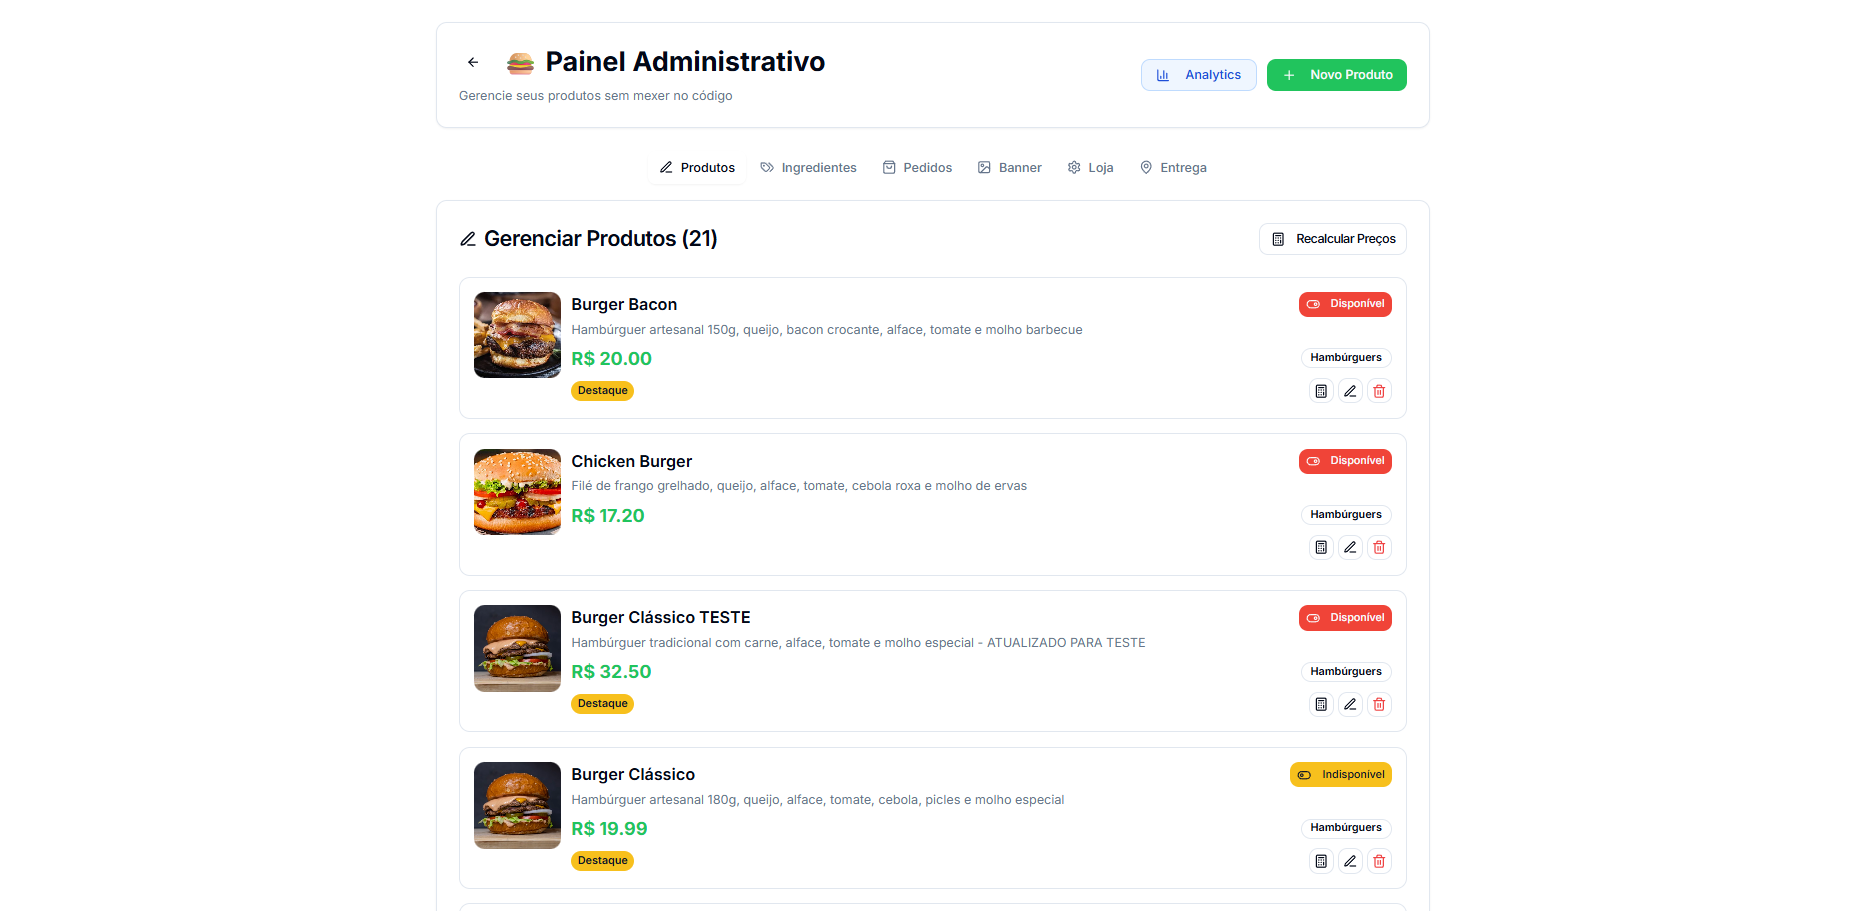 Painel Administrativo
Gerencie seus produtos sem mexer no código
Analytics
Novo Produto
Produtos
Ingredientes
Pedidos
Banner
Loja
Entrega
Gerenciar Produtos (21)
Recalcular Preços
Burger Bacon
Disponível
Hambúrguer artesanal 150g, queijo, bacon crocante, alface, tomate e molho barbecue
R$ 20.00
Hambúrguers
Destaque
Chicken Burger
Disponível
Filé de frango grelhado, queijo, alface, tomate, cebola roxa e molho de ervas
R$ 17.20
Hambúrguers
Burger Clássico TESTE
Disponível
Hambúrguer tradicional com carne, alface, tomate e molho especial - ATUALIZADO PARA TESTE
R$ 32.50
Hambúrguers
Destaque
Burger Clássico
Indisponível
Hambúrguer artesanal 180g, queijo, alface, tomate, cebola, picles e molho especial
R$ 19.99
Hambúrguers
Destaque